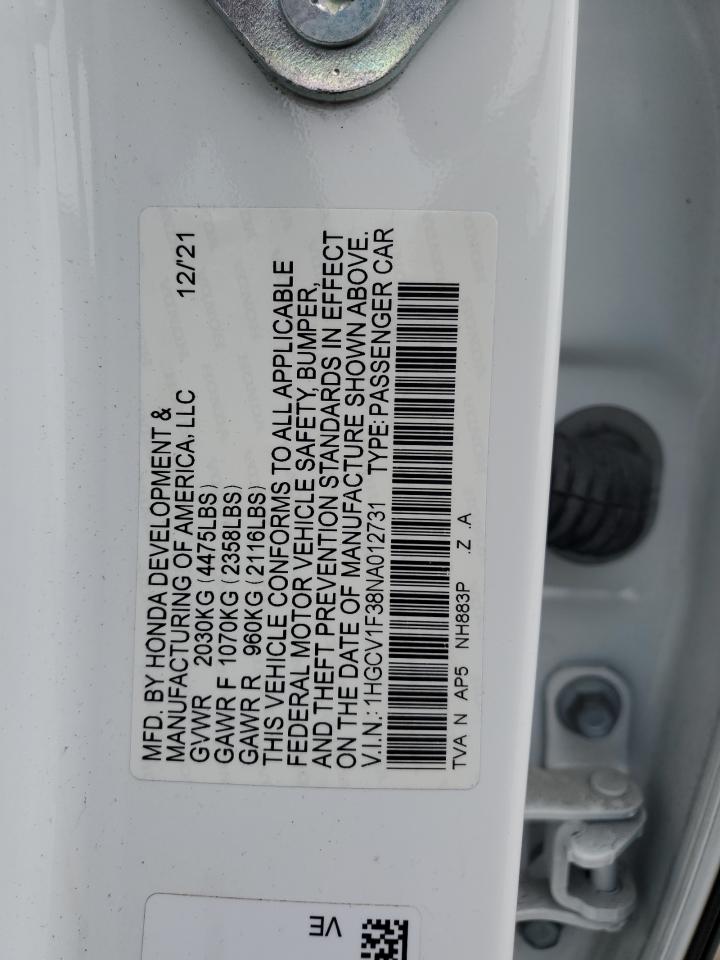 MFD. BY HONDA DEVELOPMENT &
MANUFACTURING OF AMERICA, LLC 12/'21
GVWR 2030KG (4475LBS)
GAWR F 1070KG (2358LBS)
GAWR R 960KG (2116LBS)
THIS VEHICLE CONFORMS TO ALL APPLICABLE
FEDERAL MOTOR VEHICLE SAFETY, BUMPER,
AND THEFT PREVENTION STANDARDS IN EFFECT
ON THE DATE OF MANUFACTURE SHOWN ABOVE.
V.I.N.: 1HGCV1F38NA012731 TYPE:PASSENGER CAR
TVA N AP5 NH883P .Z .A
VE